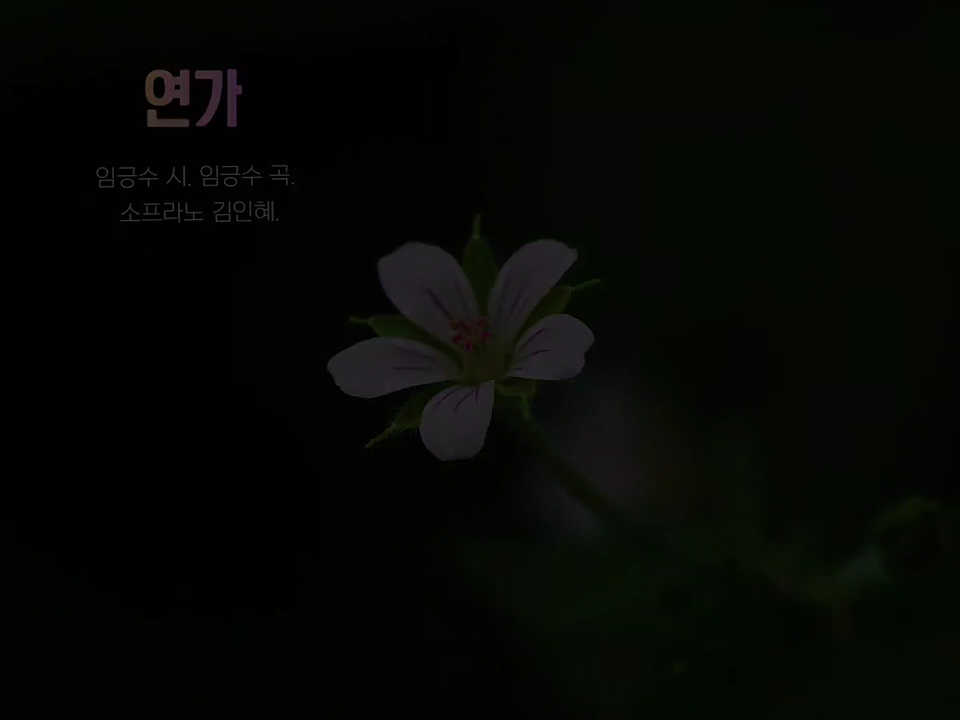 연가
임긍수 시. 임긍수 곡.
소프라노 김인혜.